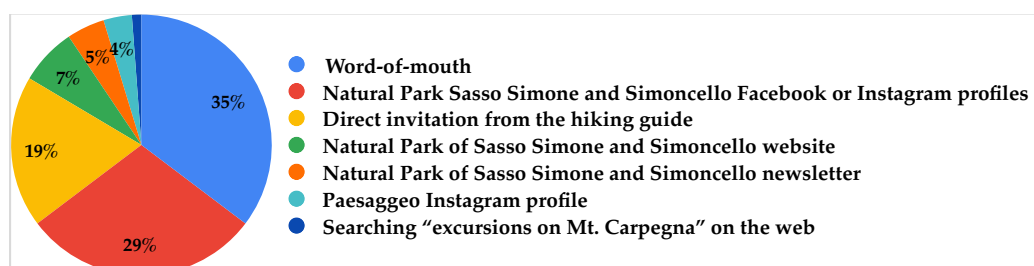 35%
29%
19%
7%
5%
4%
Word-of-mouth
Natural Park Sasso Simone and Simoncello Facebook or Instagram profiles
Direct invitation from the hiking guide
Natural Park of Sasso Simone and Simoncello website
Natural Park of Sasso Simone and Simoncello newsletter
Paesaggeo Instagram profile
Searching “excursions on Mt. Carpegna” on the web